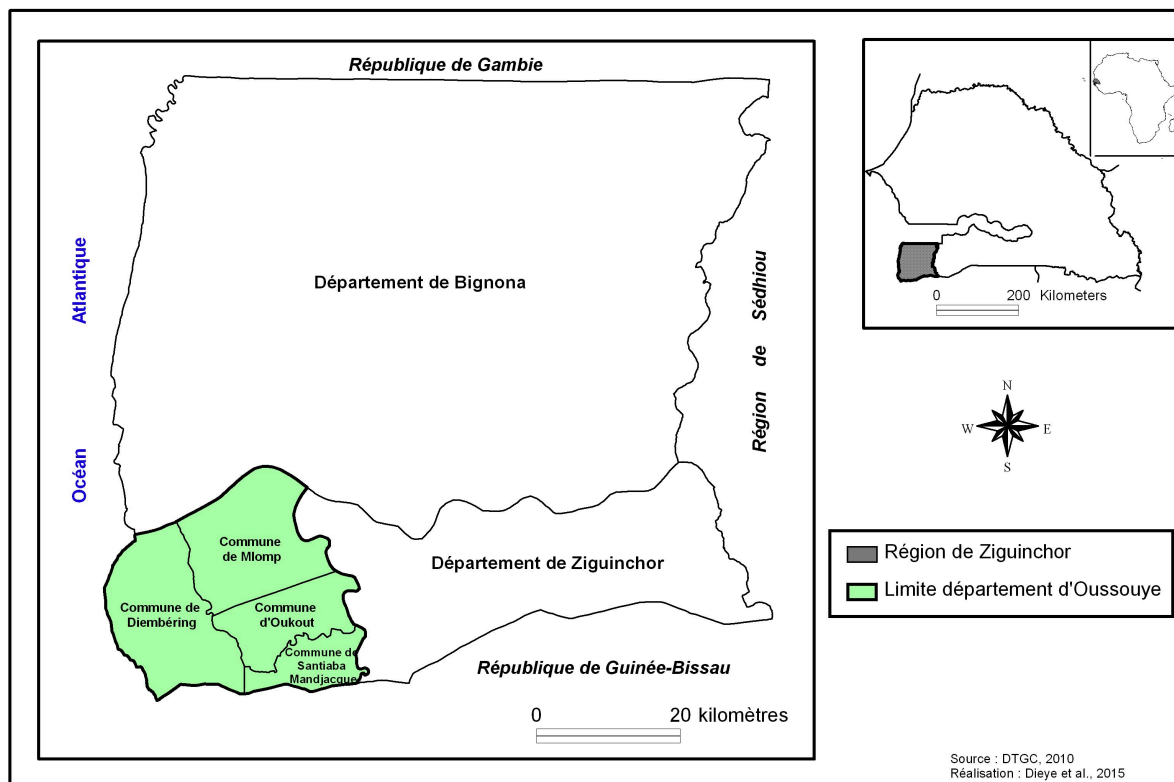 République de Gambie
Océan Atlantique
Département de Bignona
Région de Sédhiou
Commune
de Mlomp
Département de Ziguinchor
Commune de
Diembéring
Commune
d'Oukout
Commune de
Santiaba
Mandjacque
République de Guinée-Bissau
0 20 kilomètres
0 200 Kilometers
N
W E
S
Région de Ziguinchor
Limite département d'Oussouye
Source : DTGC, 2010
Réalisation : Dieye et al., 2015